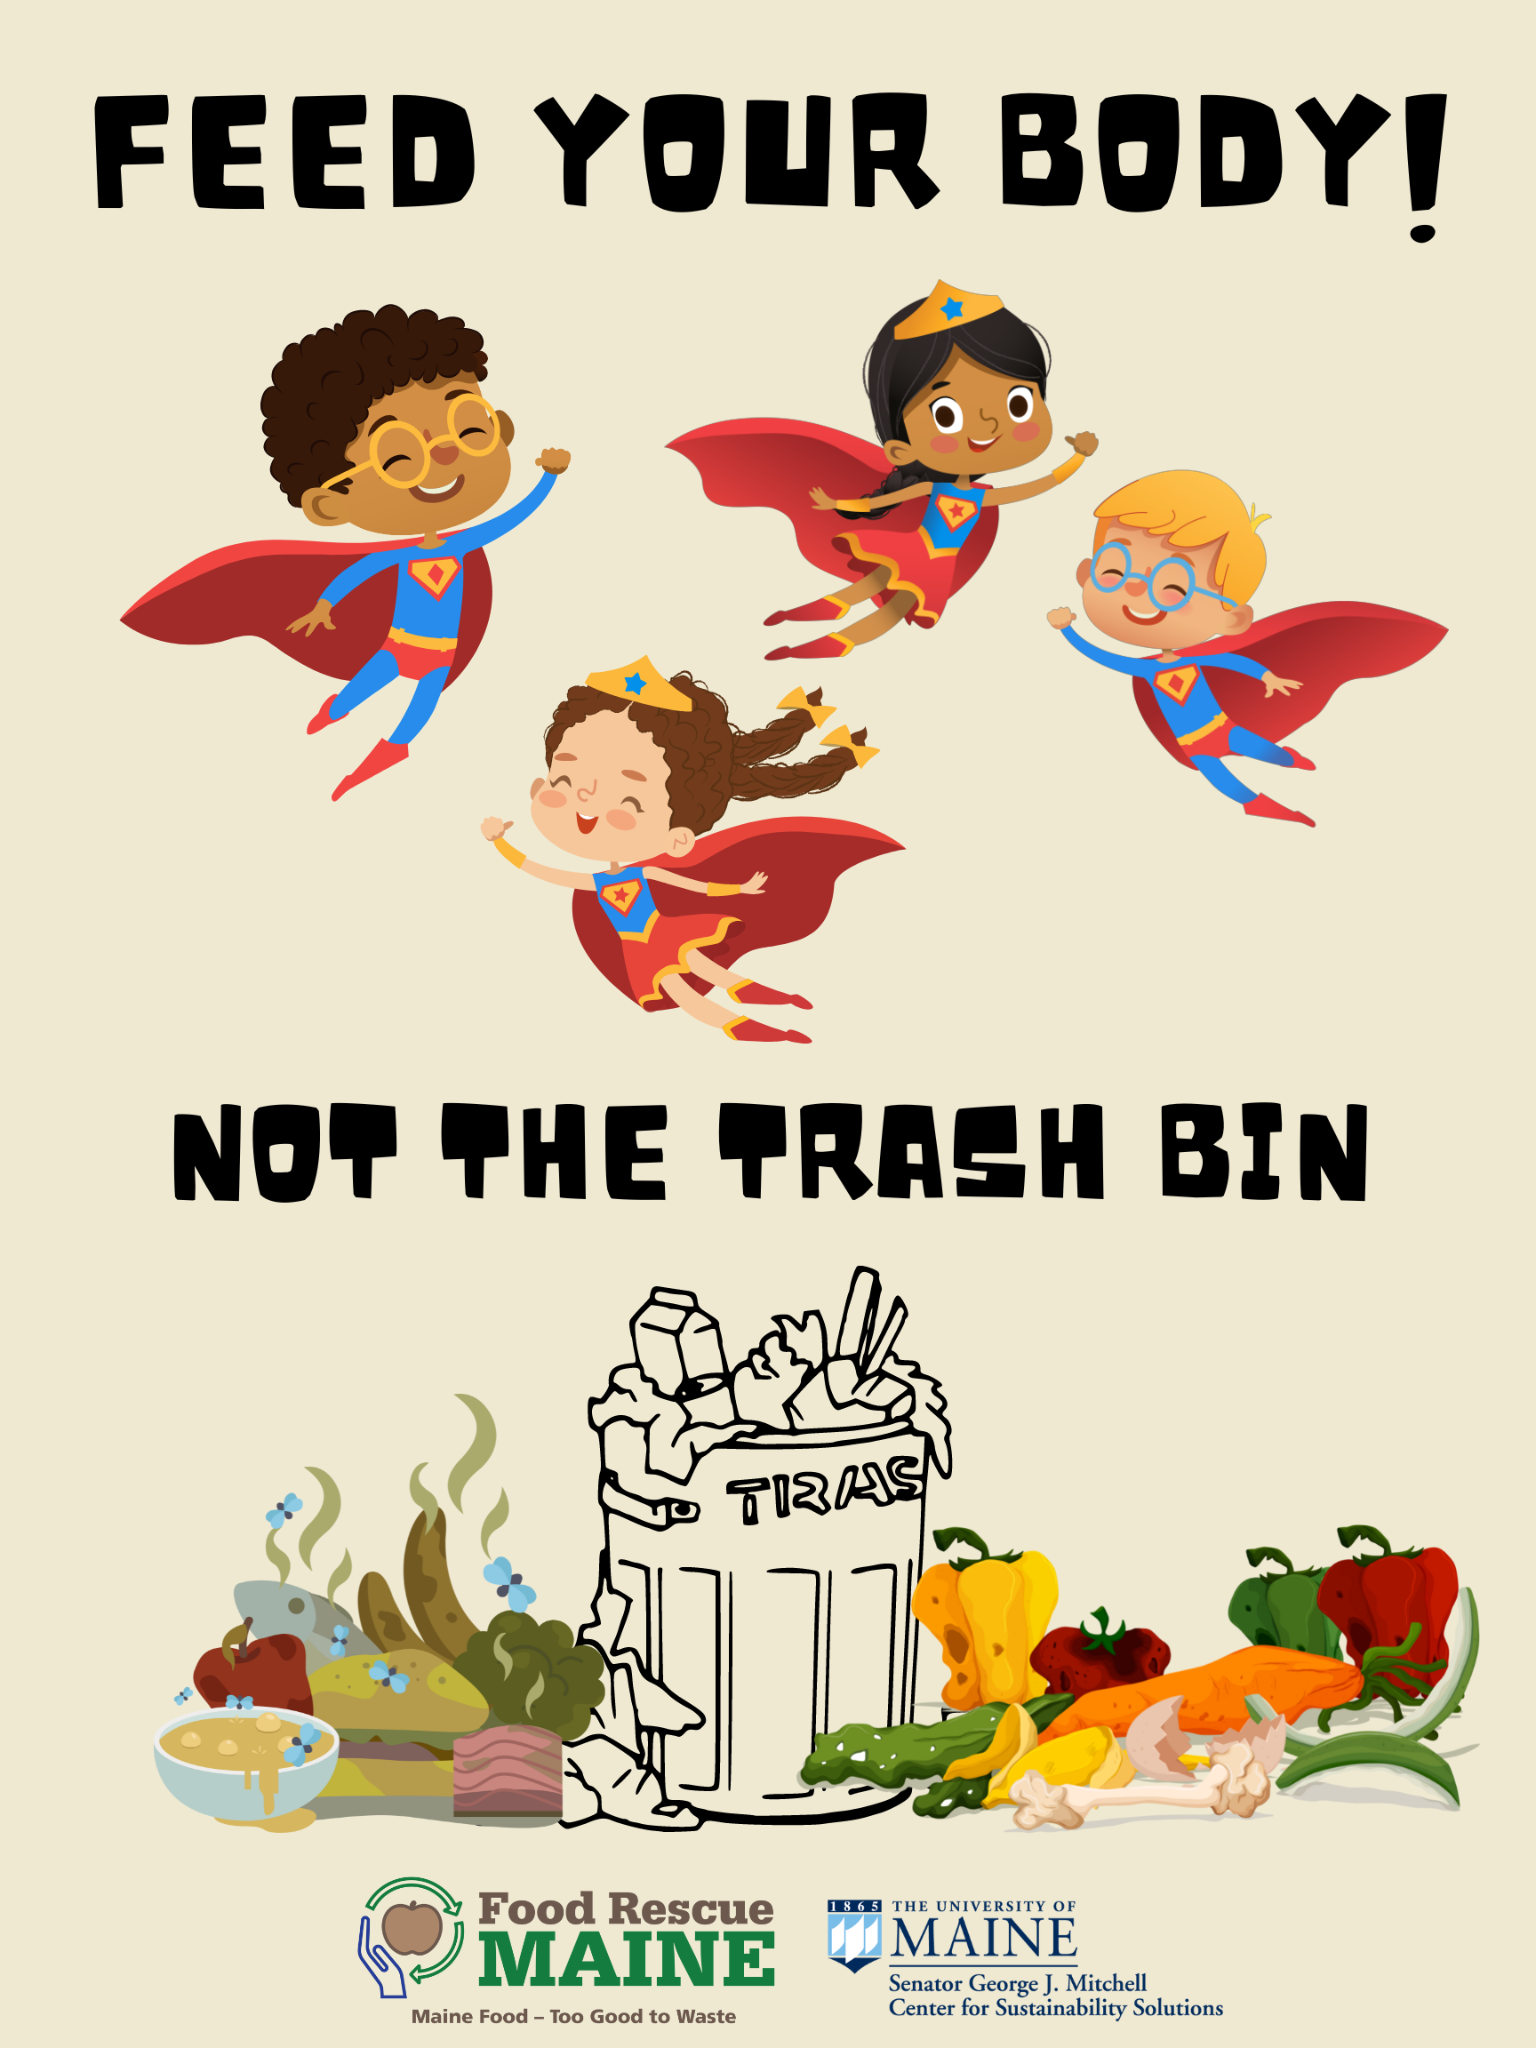 FEED YOUR BODY!
NOT THE TRASH BIN
TRAS
Food Rescue
MAINE
Maine Food – Too Good to Waste
1865
THE UNIVERSITY OF
MAINE
Senator George J. Mitchell
Center for Sustainability Solutions